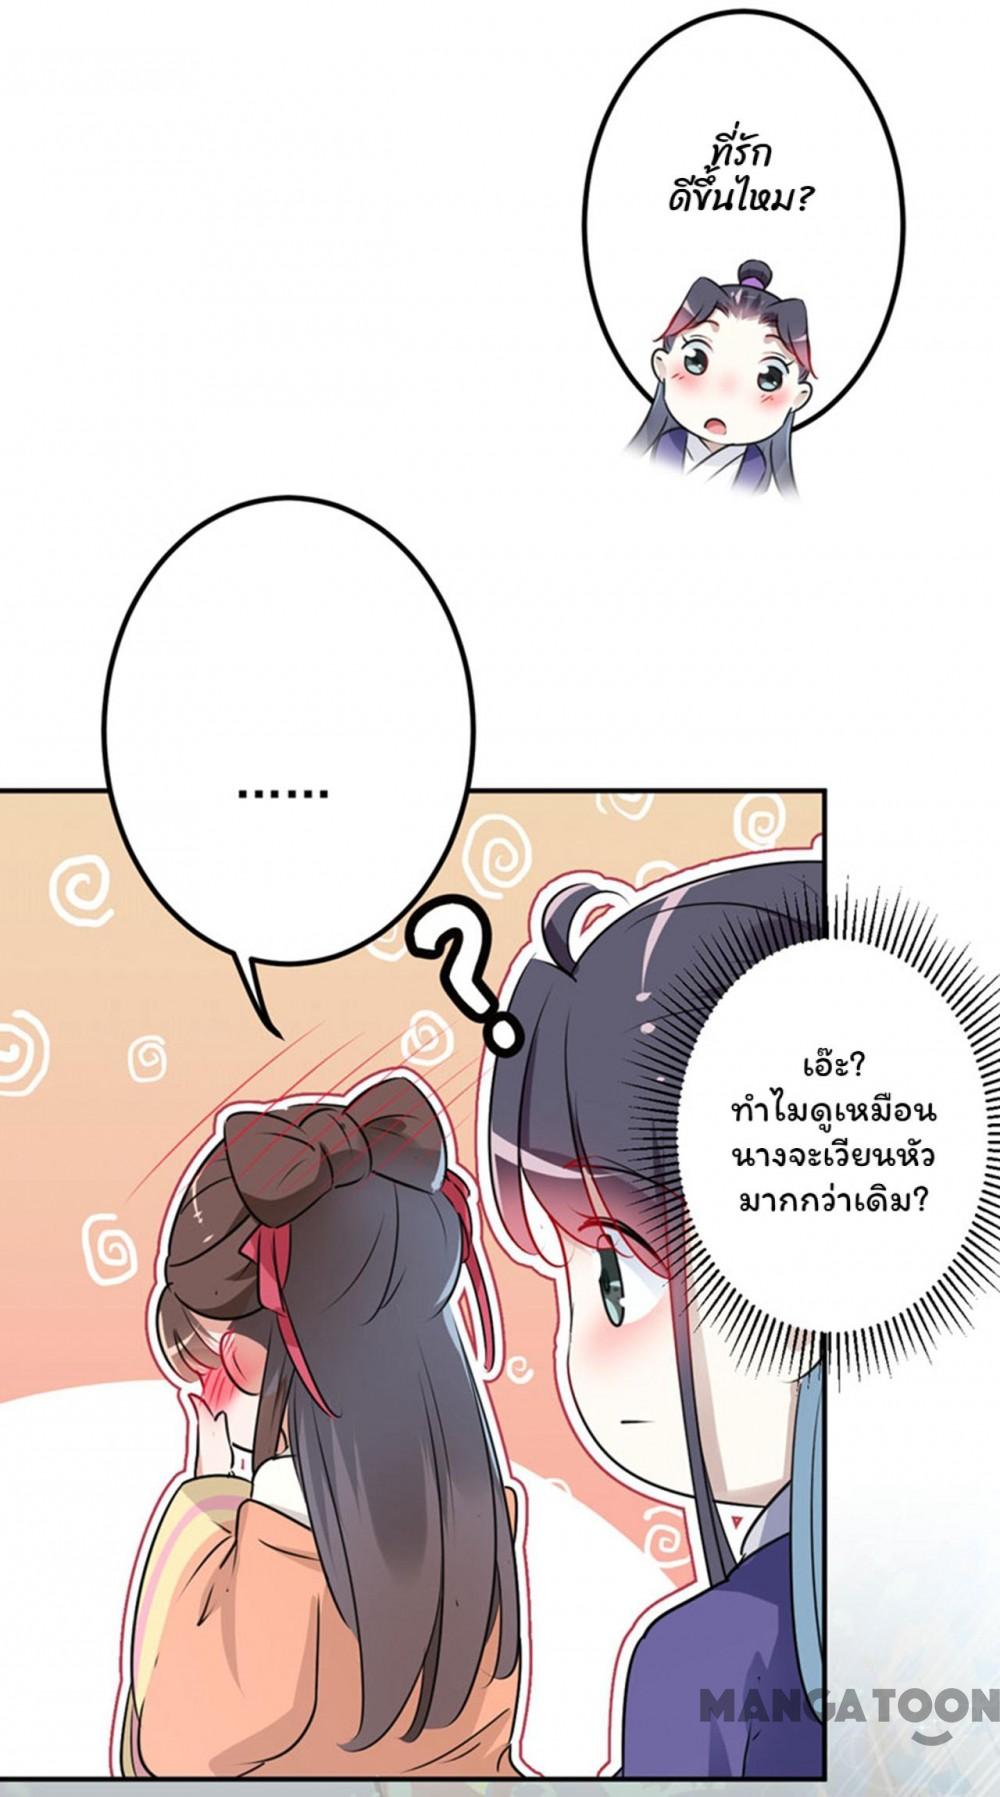 ที่รัก
ดีขึ้นไหม?
.......
?
เอ๊ะ?
ทำไมดูเหมือน
นางจะเวียนหัว
มากกว่าเดิม?
MANGATOON